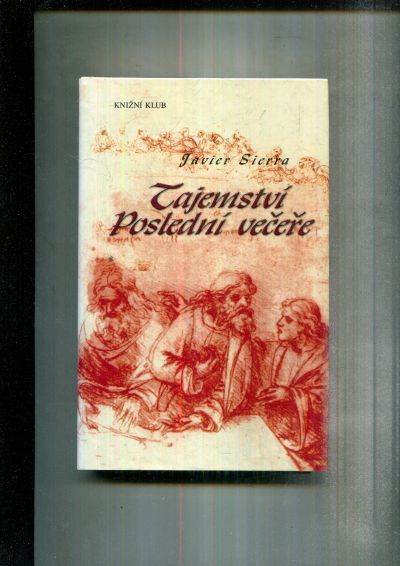 KNIŽNÍ KLUB
Javier Sierra
Tajemství
Poslední večeře